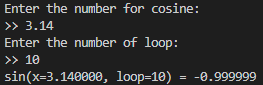 Enter the number for cosine:
>> 3.14
Enter the number of loop:
>> 10
sin(x=3.140000, loop=10) = -0.999999